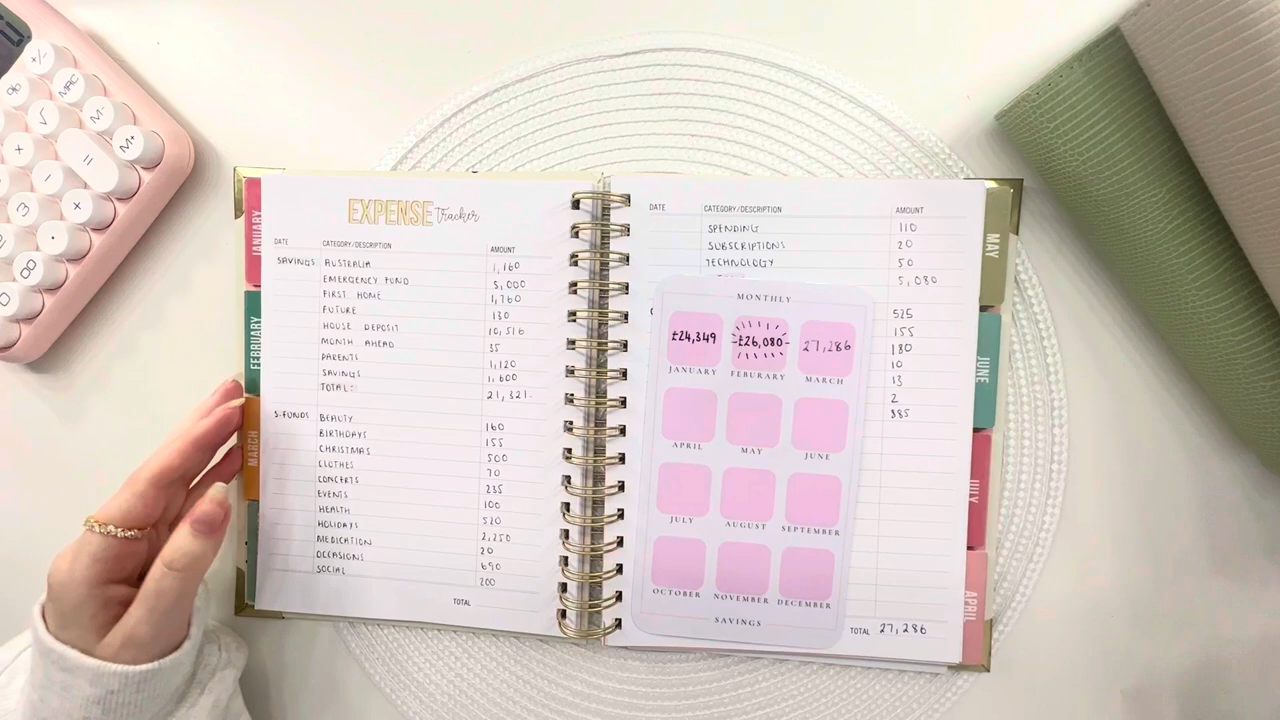 +/-
%
MRC
√
M-
M+
×
=
-
3
+
.
00
0
JANUARY
FEBRUARY
MARCH
EXPENSE tracker
DATE CATEGORY/DESCRIPTION AMOUNT
SAVINGS AUSTRALIA 1,160
EMERGENCY FUND 5,000
FIRST HOME 1,760
FUTURE 130
HOUSE DEPOSIT 10,516
MONTH AHEAD 35
PARENTS 1,120
SAVINGS 1,600
TOTAL: 21,321
S.FUNDS BEAUTY 160
BIRTHDAYS 155
CHRISTMAS 500
CLOTHES 70
CONCERTS 235
EVENTS 100
HEALTH 520
HOLIDAYS 2,250
MEDICATION 20
OCCASIONS 690
SOCIAL 200
TOTAL
DATE CATEGORY/DESCRIPTION AMOUNT
SPENDING 110
SUBSCRIPTIONS 20
TECHNOLOGY 50
5,080
525
155
180
10
13
2
885
TOTAL 27,286
MONTHLY
£24,349 £26,080 27,286
JANUARY FEBURARY MARCH
APRIL MAY JUNE
JULY AUGUST SEPTEMBER
OCTOBER NOVEMBER DECEMBER
SAVINGS
MAY
JUNE
JULY
APRIL